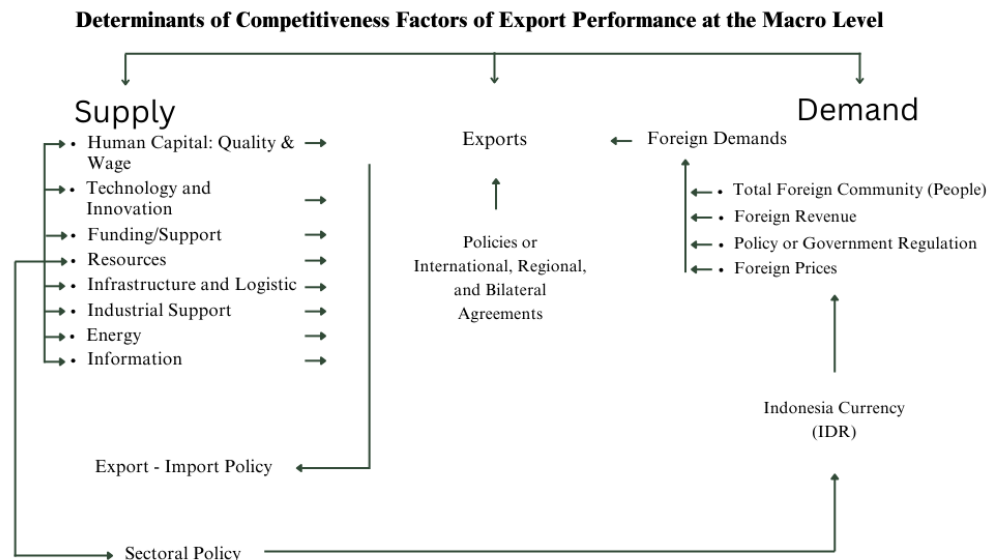 Determinants of Competitiveness Factors of Export Performance at the Macro Level
Supply
• Human Capital: Quality &
Wage
• Technology and
Innovation
• Funding/Support
• Resources
• Infrastructure and Logistic
• Industrial Support
• Energy
• Information
Export - Import Policy
Sectoral Policy
Exports
Policies or
International, Regional,
and Bilateral
Agreements
Demand
Foreign Demands
• Total Foreign Community (People)
• Foreign Revenue
• Policy or Government Regulation
• Foreign Prices
Indonesia Currency
(IDR)